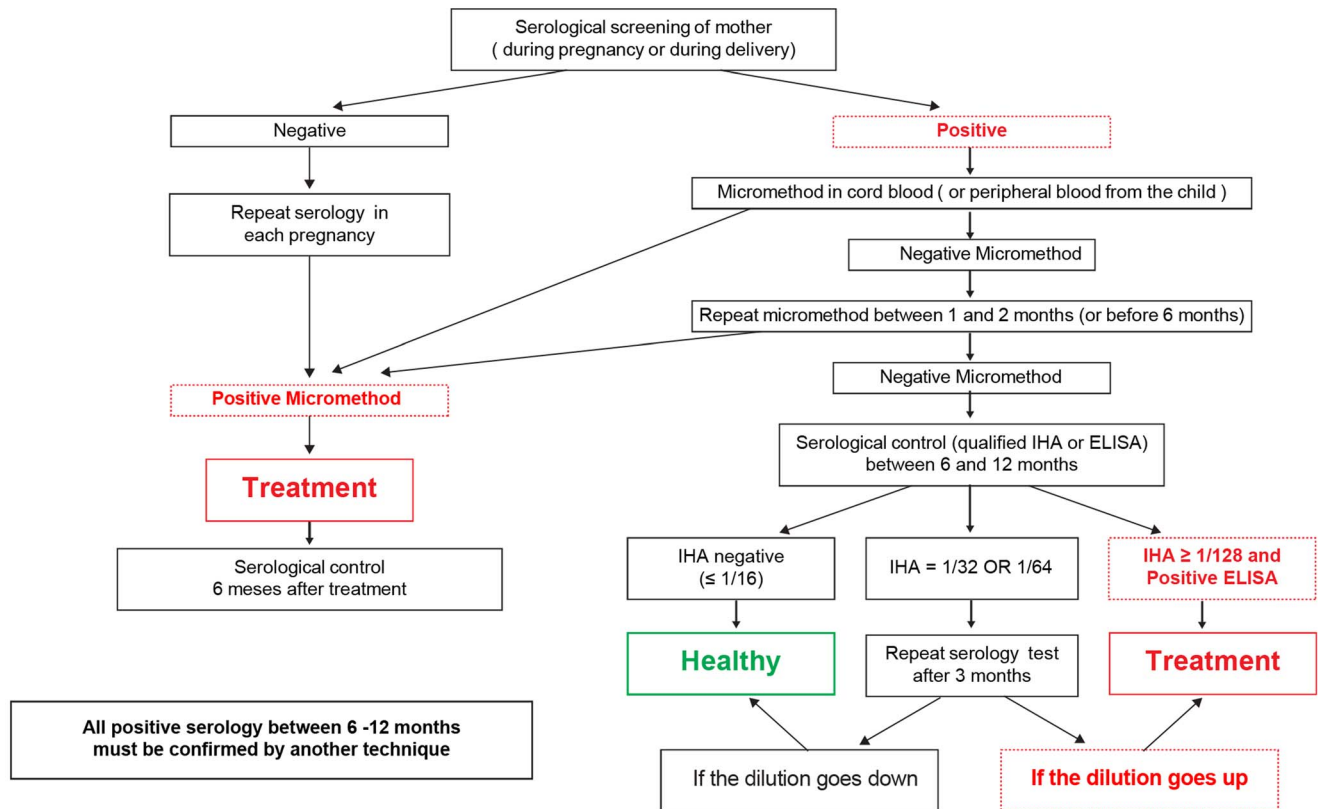 Serological screening of mother
( during pregnancy or during delivery)
Negative
Positive
Micromethod in cord blood ( or peripheral blood from the child )
Repeat serology in
each pregnancy
Negative Micromethod
Repeat micromethod between 1 and 2 months (or before 6 months)
Negative Micromethod
Positive Micromethod
Serological control (qualified IHA or ELISA)
between 6 and 12 months
Treatment
Serological control
6 meses after treatment
IHA negative
(≤ 1/16)
IHA = 1/32 OR 1/64
IHA ≥ 1/128 and
Positive ELISA
Healthy
Repeat serology test
after 3 months
Treatment
All positive serology between 6 -12 months
must be confirmed by another technique
If the dilution goes down
If the dilution goes up